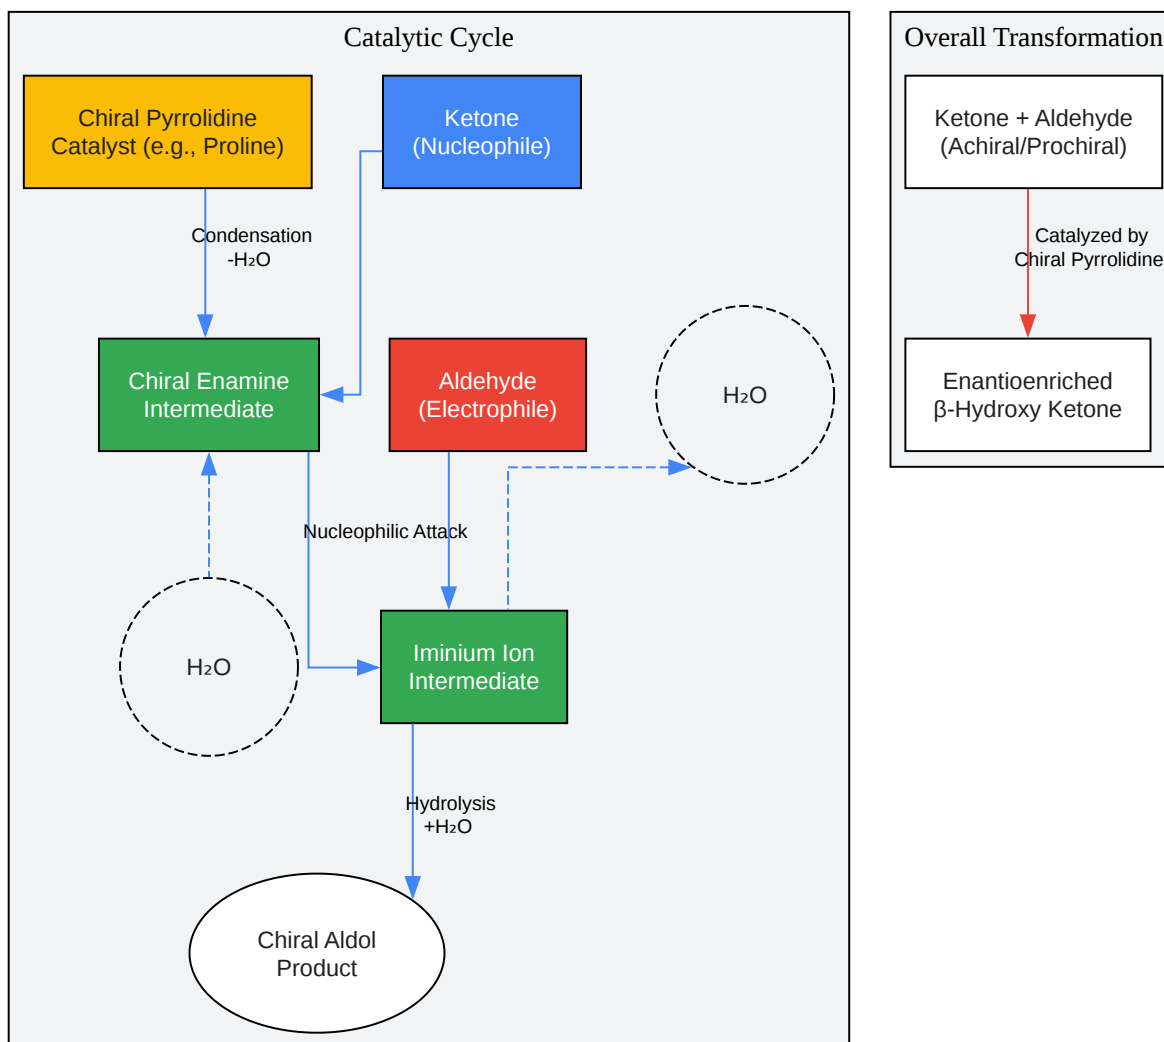 Catalytic Cycle
Chiral Pyrrolidine
Catalyst (e.g., Proline)
Ketone
(Nucleophile)
Condensation
-H₂O
Chiral Enamine
Intermediate
Aldehyde
(Electrophile)
H₂O
Nucleophilic Attack
H₂O
Iminium Ion
Intermediate
Hydrolysis
+H₂O
Chiral Aldol
Product
Overall Transformation
Ketone + Aldehyde
(Achiral/Prochiral)
Catalyzed by
Chiral Pyrrolidine
Enantioenriched
β-Hydroxy Ketone